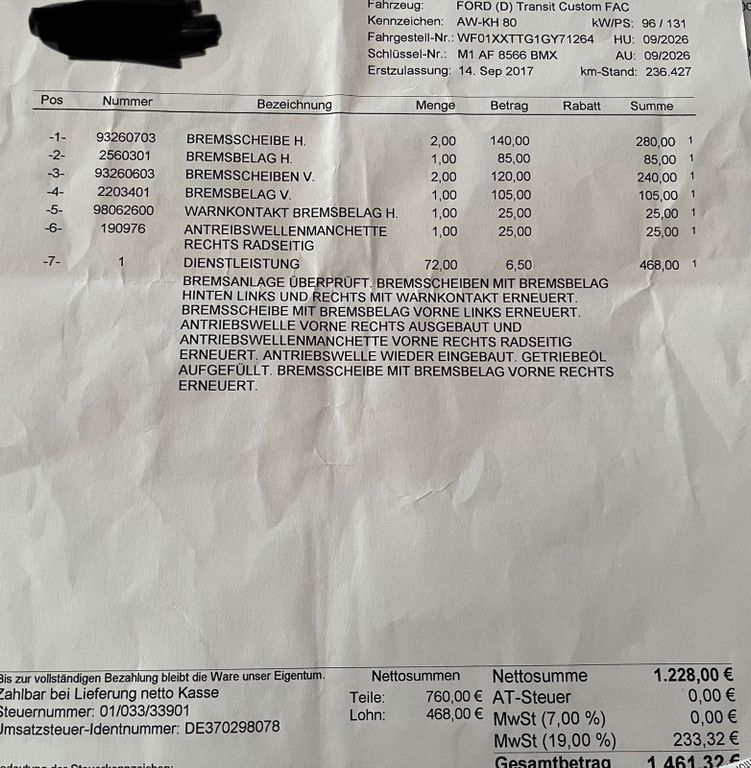 Fahrzeug: FORD (D) Transit Custom FAC
Kennzeichen: AW-KH 80 kW/PS: 96 / 131
Fahrgestell-Nr.: WF01XXTTG1GY71264 HU: 09/2026
Schlüssel-Nr.: M1 AF 8566 BMX AU: 09/2026
Erstzulassung: 14. Sep 2017 km-Stand: 236.427
Pos Nummer Bezeichnung Menge Betrag Rabatt Summe
-1- 93260703 BREMSSCHEIBE H. 2,00 140,00 280,00 1
-2- 2560301 BREMSBELAG H. 1,00 85,00 85,00 1
-3- 93260603 BREMSSCHEIBEN V. 2,00 120,00 240,00 1
-4- 2203401 BREMSBELAG V. 1,00 105,00 105,00 1
-5- 98062600 WARNKONTAKT BREMSBELAG H. 1,00 25,00 25,00 1
-6- 190976 ANTREIBSWELLENMANCHETTE 1,00 25,00 25,00 1
RECHTS RADSEITIG
-7- 1 DIENSTLEISTUNG 72,00 6,50 468,00 1
BREMSANLAGE ÜBERPRÜFT. BREMSSCHEIBEN MIT BREMSBELAG
HINTEN LINKS UND RECHTS MIT WARNKONTAKT ERNEUERT.
BREMSSCHEIBE MIT BREMSBELAG VORNE LINKS ERNEUERT.
ANTRIEBSWELLE VORNE RECHTS AUSGEBAUT UND
ANTRIEBSWELLENMANCHETTE VORNE RECHTS RADSEITIG
ERNEUERT. ANTRIEBSWELLE WIEDER EINGEBAUT. GETRIEBEÖL
AUFGEFÜLLT. BREMSSCHEIBE MIT BREMSBELAG VORNE RECHTS
ERNEUERT.
Bis zur vollständigen Bezahlung bleibt die Ware unser Eigentum.
Zahlbar bei Lieferung netto Kasse
Steuernummer: 01/033/33901
Umsatzsteuer-Identnummer: DE370298078
Nettosummen
Teile: 760,00 €
Lohn: 468,00 €
Nettosumme 1.228,00 €
AT-Steuer 0,00 €
MwSt (7,00 %) 0,00 €
MwSt (19,00 %) 233,32 €
Gesamtbetrag 1.461,32 €